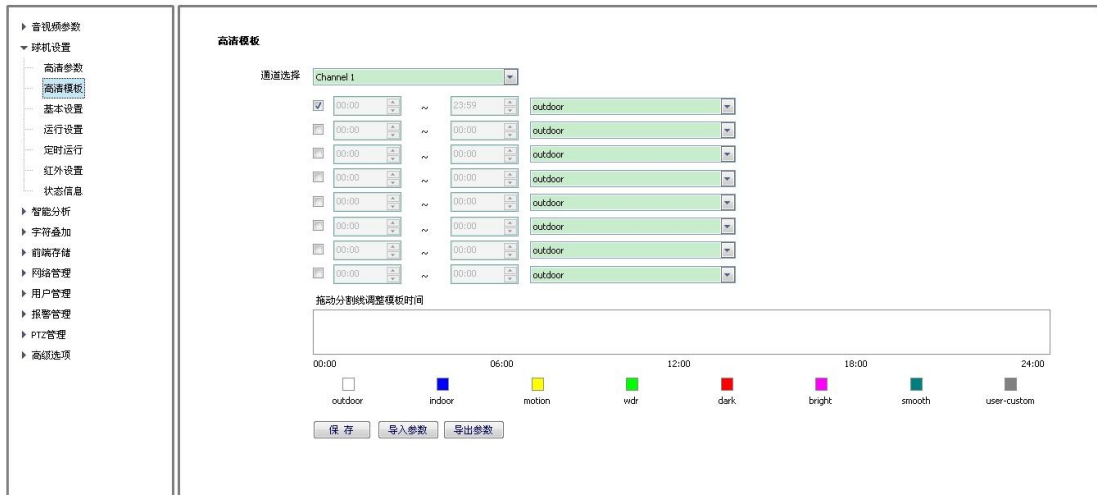 音视频参数
球机设置
高清参数
高清模板
基本设置
运行设置
定时运行
红外设置
状态信息
智能分析
字符叠加
前端存储
网络管理
用户管理
报警管理
PTZ管理
高级选项
高清模板
通道选择 Channel 1
00:00 ~ 23:59 outdoor
00:00 ~ 00:00 outdoor
00:00 ~ 00:00 outdoor
00:00 ~ 00:00 outdoor
00:00 ~ 00:00 outdoor
00:00 ~ 00:00 outdoor
00:00 ~ 00:00 outdoor
00:00 ~ 00:00 outdoor
拖动分割线调整模板时间
00:00 06:00 12:00 18:00 24:00
outdoor indoor motion wdr dark bright smooth user-custom
保 存 导入参数 导出参数